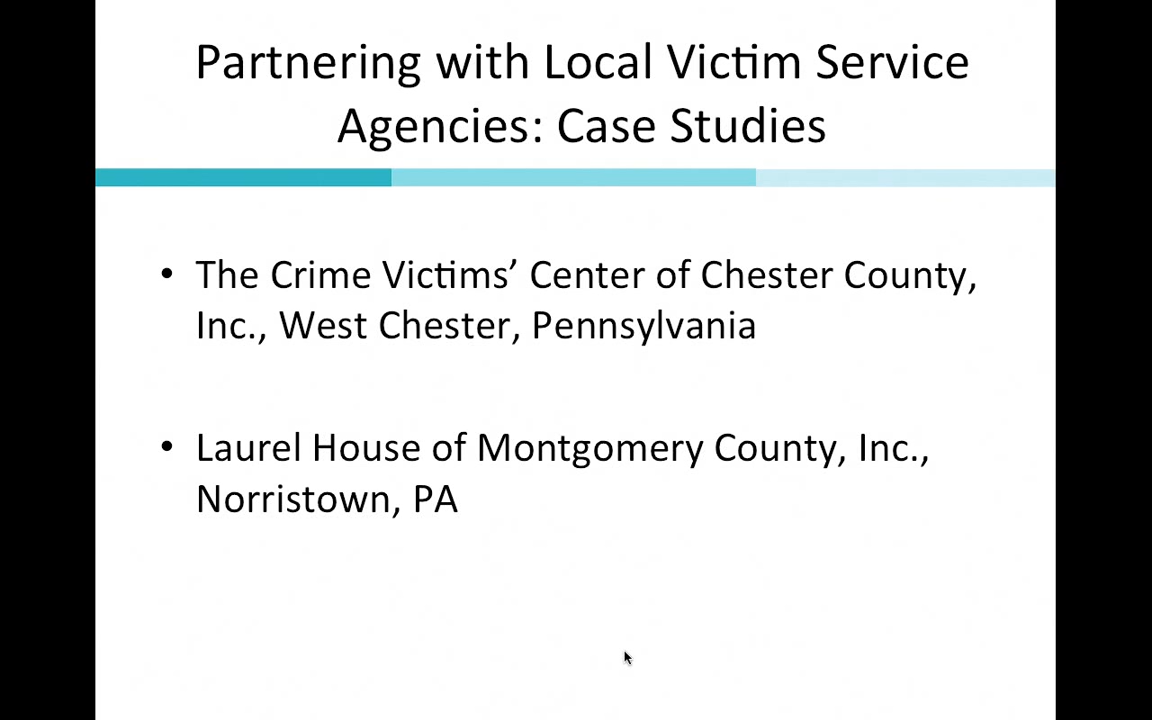 Partnering with Local Victim Service
Agencies: Case Studies
• The Crime Victims’ Center of Chester County,
Inc., West Chester, Pennsylvania
• Laurel House of Montgomery County, Inc.,
Norristown, PA